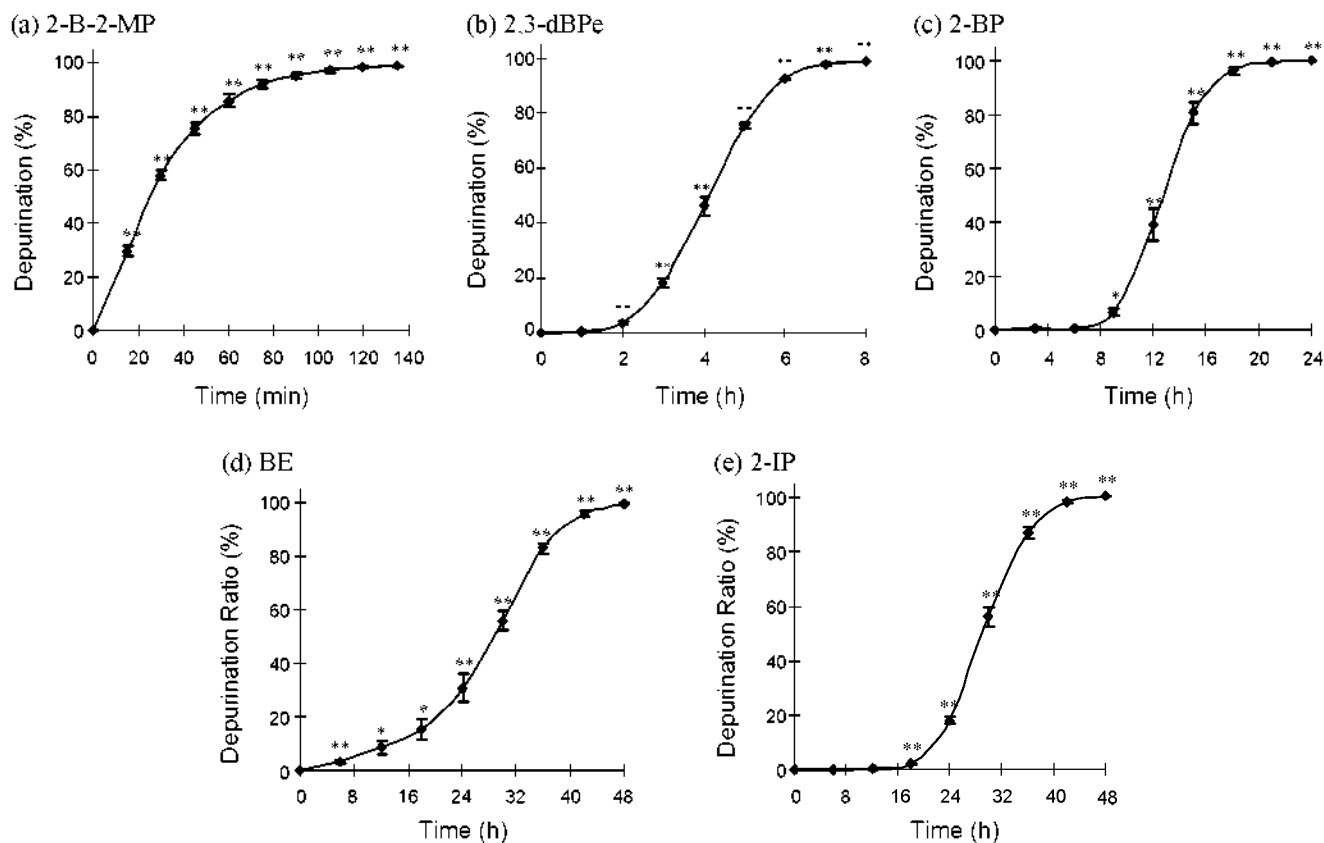 (a) 2-B-2-MP
Depurination (%)
100
80
60
40
20
0
** ** ** ** ** ** ** ** **
0 20 40 60 80 100 120 140
Time (min)
(b) 2,3-dBPe
Depurination (%)
100
80
60
40
20
0
-- ** ** -- -- ** --
0 2 4 6 8
Time (h)
(c) 2-BP
Depurination (%)
100
80
60
40
20
0
* ** ** ** ** **
0 4 8 12 16 20 24
Time (h)
(d) BE
Depurination Ratio (%)
100
80
60
40
20
0
** * * ** ** ** ** **
0 8 16 24 32 40 48
Time (h)
(e) 2-IP
Depurination Ratio (%)
100
80
60
40
20
0
** ** ** ** ** **
0 8 16 24 32 40 48
Time (h)